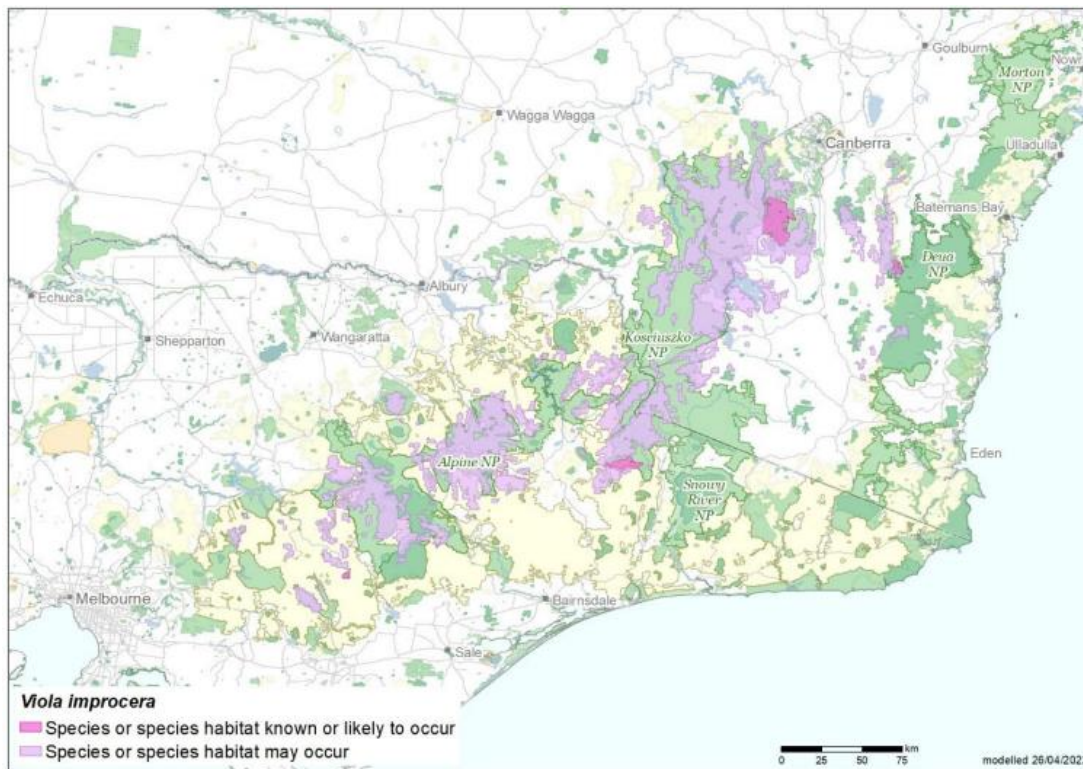 Goulburn
Morton
NP
Nowr
Wagga Wagga
Canberra
Ulladulla
Batemans Bay
Deua
NP
Echuca
Albury
Shepparton
Wangaratta
Kosciuszko
NP
Alpine NP
Eden
Snowy
River
NP
Melbourne
Bairnsdale
Sale
Viola improcera
Species or species habitat known or likely to occur
Species or species habitat may occur
km
0 25 50 75
modelled 26/04/202